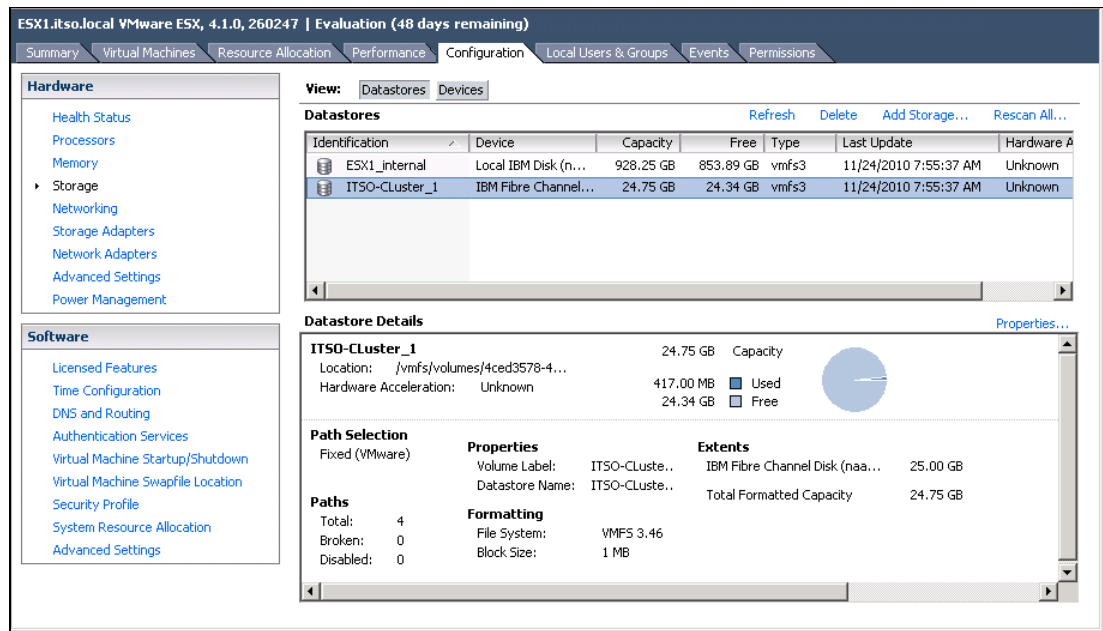 ESX1.itso.local VMware ESX, 4.1.0, 260247 | Evaluation (48 days remaining)
Summary Virtual Machines Resource Allocation Performance Configuration Local Users & Groups Events Permissions
Hardware
Health Status
Processors
Memory
Storage
Networking
Storage Adapters
Network Adapters
Advanced Settings
Power Management
Software
Licensed Features
Time Configuration
DNS and Routing
Authentication Services
Virtual Machine Startup/Shutdown
Virtual Machine Swapfile Location
Security Profile
System Resource Allocation
Advanced Settings
View: Datastores Devices
Datastores Refresh Delete Add Storage... Rescan All...
Identification Device Capacity Free Type Last Update Hardware A
ESX1_internal Local IBM Disk (n... 928.25 GB 853.89 GB vmfs3 11/24/2010 7:55:37 AM Unknown
ITSO-CLuster_1 IBM Fibre Channel... 24.75 GB 24.34 GB vmfs3 11/24/2010 7:55:37 AM Unknown
Datastore Details Properties...
ITSO-CLuster_1 24.75 GB Capacity
Location: /vmfs/volumes/4ced3578-4...
Hardware Acceleration: Unknown 417.00 MB Used
24.34 GB Free
Path Selection
Fixed (VMware)
Paths
Total: 4
Broken: 0
Disabled: 0
Properties
Volume Label: ITSO-CLuste..
Datastore Name: ITSO-CLuste..
Formatting
File System: VMFS 3.46
Block Size: 1 MB
Extents
IBM Fibre Channel Disk (naa... 25.00 GB
Total Formatted Capacity 24.75 GB